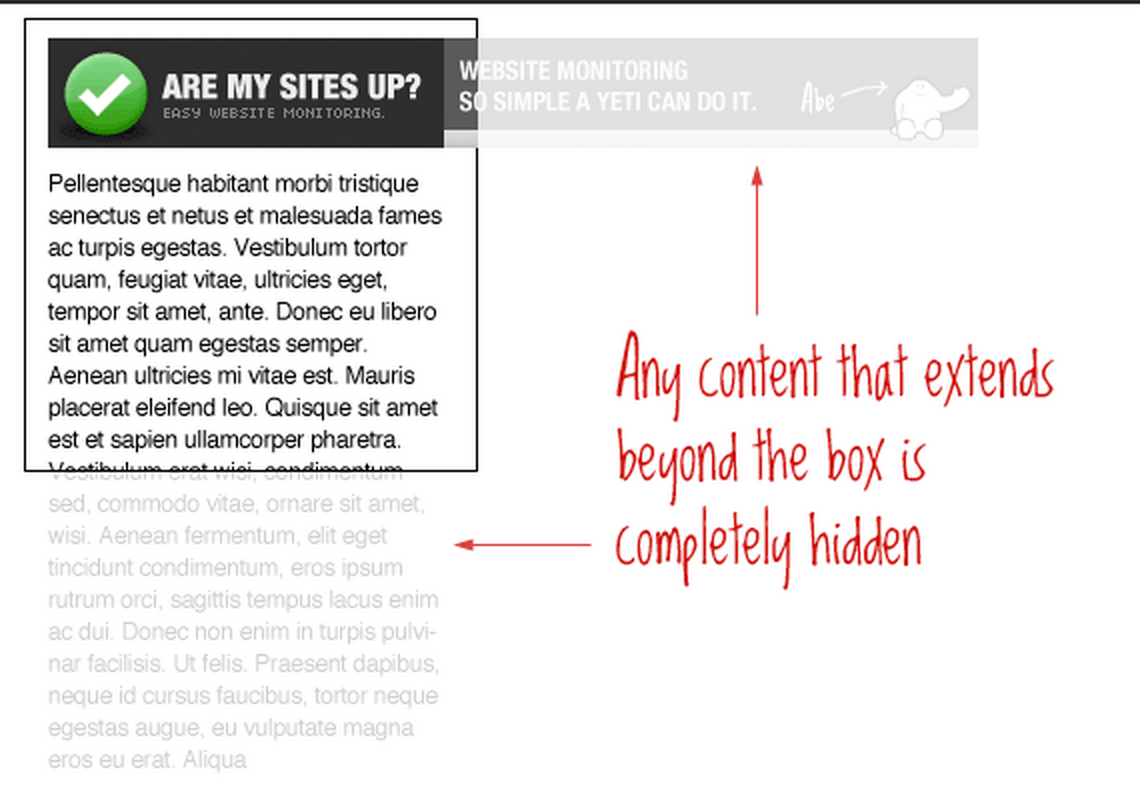 ARE MY SITES UP?
EASY WEBSITE MONITORING.
WEBSITE MONITORING
SO SIMPLE A YETI CAN DO IT.
Abe
Pellentesque habitant morbi tristique
senectus et netus et malesuada fames
ac turpis egestas. Vestibulum tortor
quam, feugiat vitae, ultricies eget,
tempor sit amet, ante. Donec eu libero
sit amet quam egestas semper.
Aenean ultricies mi vitae est. Mauris
placerat eleifend leo. Quisque sit amet
est et sapien ullamcorper pharetra.
Vestibulum erat wisi, condimentum
sed, commodo vitae, ornare sit amet,
wisi. Aenean fermentum, elit eget
tincidunt condimentum, eros ipsum
rutrum orci, sagittis tempus lacus enim
ac dui. Donec non enim in turpis pulvi-
nar facilisis. Ut felis. Praesent dapibus,
neque id cursus faucibus, tortor neque
egestas augue, eu vulputate magna
eros eu erat. Aliqua
Any content that extends
beyond the box is
completely hidden